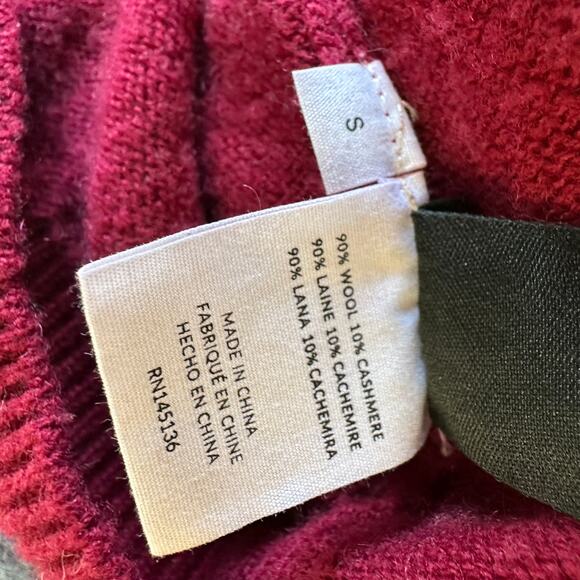 S
90% WOOL 10% CASHMERE
90% LAINE 10% CACHEMIRE
90% LANA 10% CACHEMIRA
MADE IN CHINA
FABRIQUÉ EN CHINE
HECHO EN CHINA
RN145136